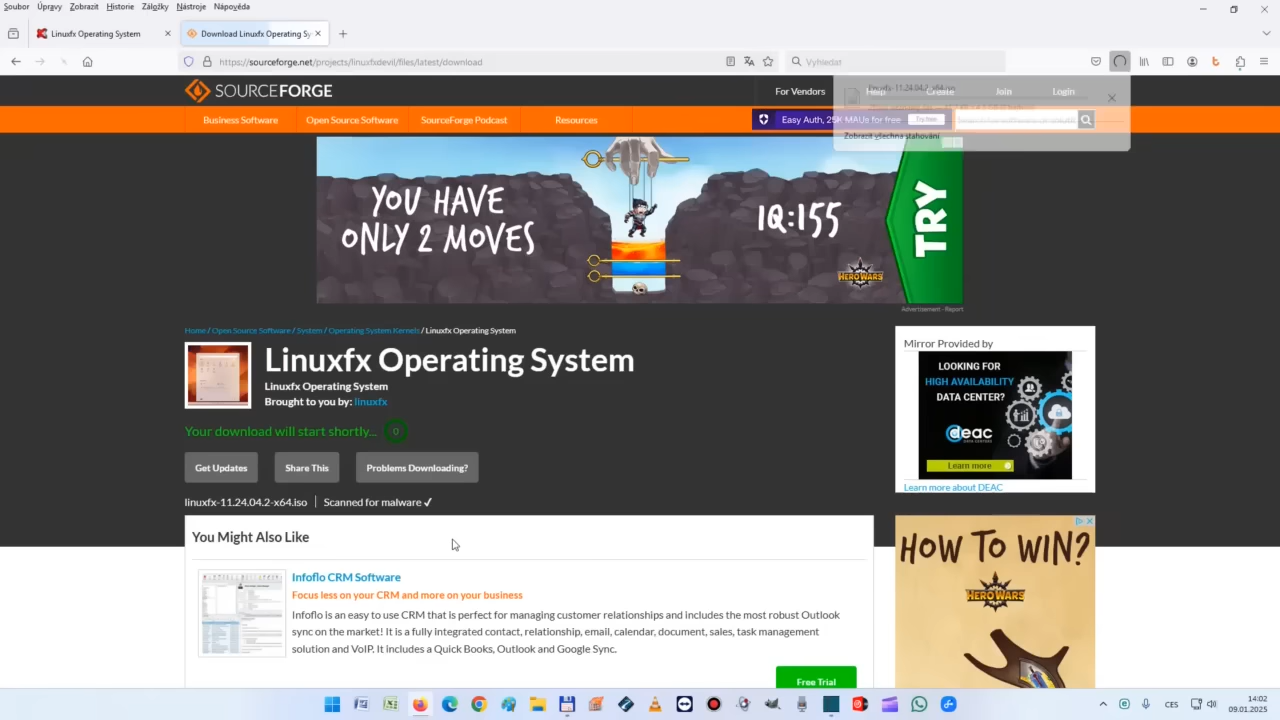 Soubor Úpravy Zobrazit Historie Záložky Nástroje Nápověda
Linuxfx Operating System
Download Linuxfx Operating Sy
https://sourceforge.net/projects/linuxfxdevil/files/latest/download
Vyhledat
SOURCEFORGE
For Vendors Help Create Join Login
Business Software Open Source Software SourceForge Podcast Resources
Easy Auth, 25K MAUs for free Try free
Zobrazit všechna stahování
YOU HAVE
ONLY 2 MOVES
IQ:155
TRY
HERO WARS
Advertisement - Report
Home / Open Source Software / System / Operating System Kernels / Linuxfx Operating System
Linuxfx Operating System
Linuxfx Operating System
Brought to you by: linuxfx
Your download will start shortly... 0
Get Updates Share This Problems Downloading?
linuxfx-11.24.04.2-x64.iso Scanned for malware ✓
Mirror Provided by
LOOKING FOR
HIGH AVAILABILITY
DATA CENTER?
deac
Learn more
Learn more about DEAC
You Might Also Like
Infoflo CRM Software
Focus less on your CRM and more on your business
Infoflo is an easy to use CRM that is perfect for managing customer relationships and includes the most robust Outlook
sync on the market! It is a fully integrated contact, relationship, email, calendar, document, sales, task management
solution and VoIP. It includes a Quick Books, Outlook and Google Sync.
Free Trial
HOW TO WIN?
HERO WARS
CES
14:02
09.01.2025